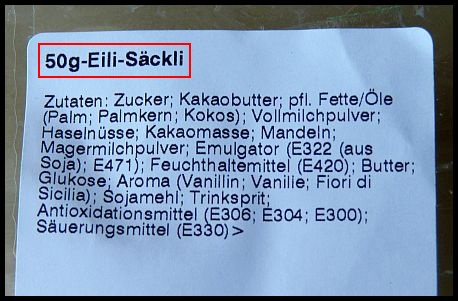 50g-Eili-Säckli
Zutaten: Zucker; Kakaobutter; pfl. Fette/Öle
(Palm; Palmkern; Kokos); Vollmilchpulver;
Haselnüsse; Kakaomasse; Mandeln;
Magermilchpulver; Emulgator (E322 (aus
Soja); E471); Feuchthaltemittel (E420); Butter;
Glukose; Aroma (Vanillin; Vanille; Fiori di
Sicilia); Sojamehl; Trinksprit;
Antioxidationsmittel (E306; E304; E300);
Säuerungsmittel (E330)>